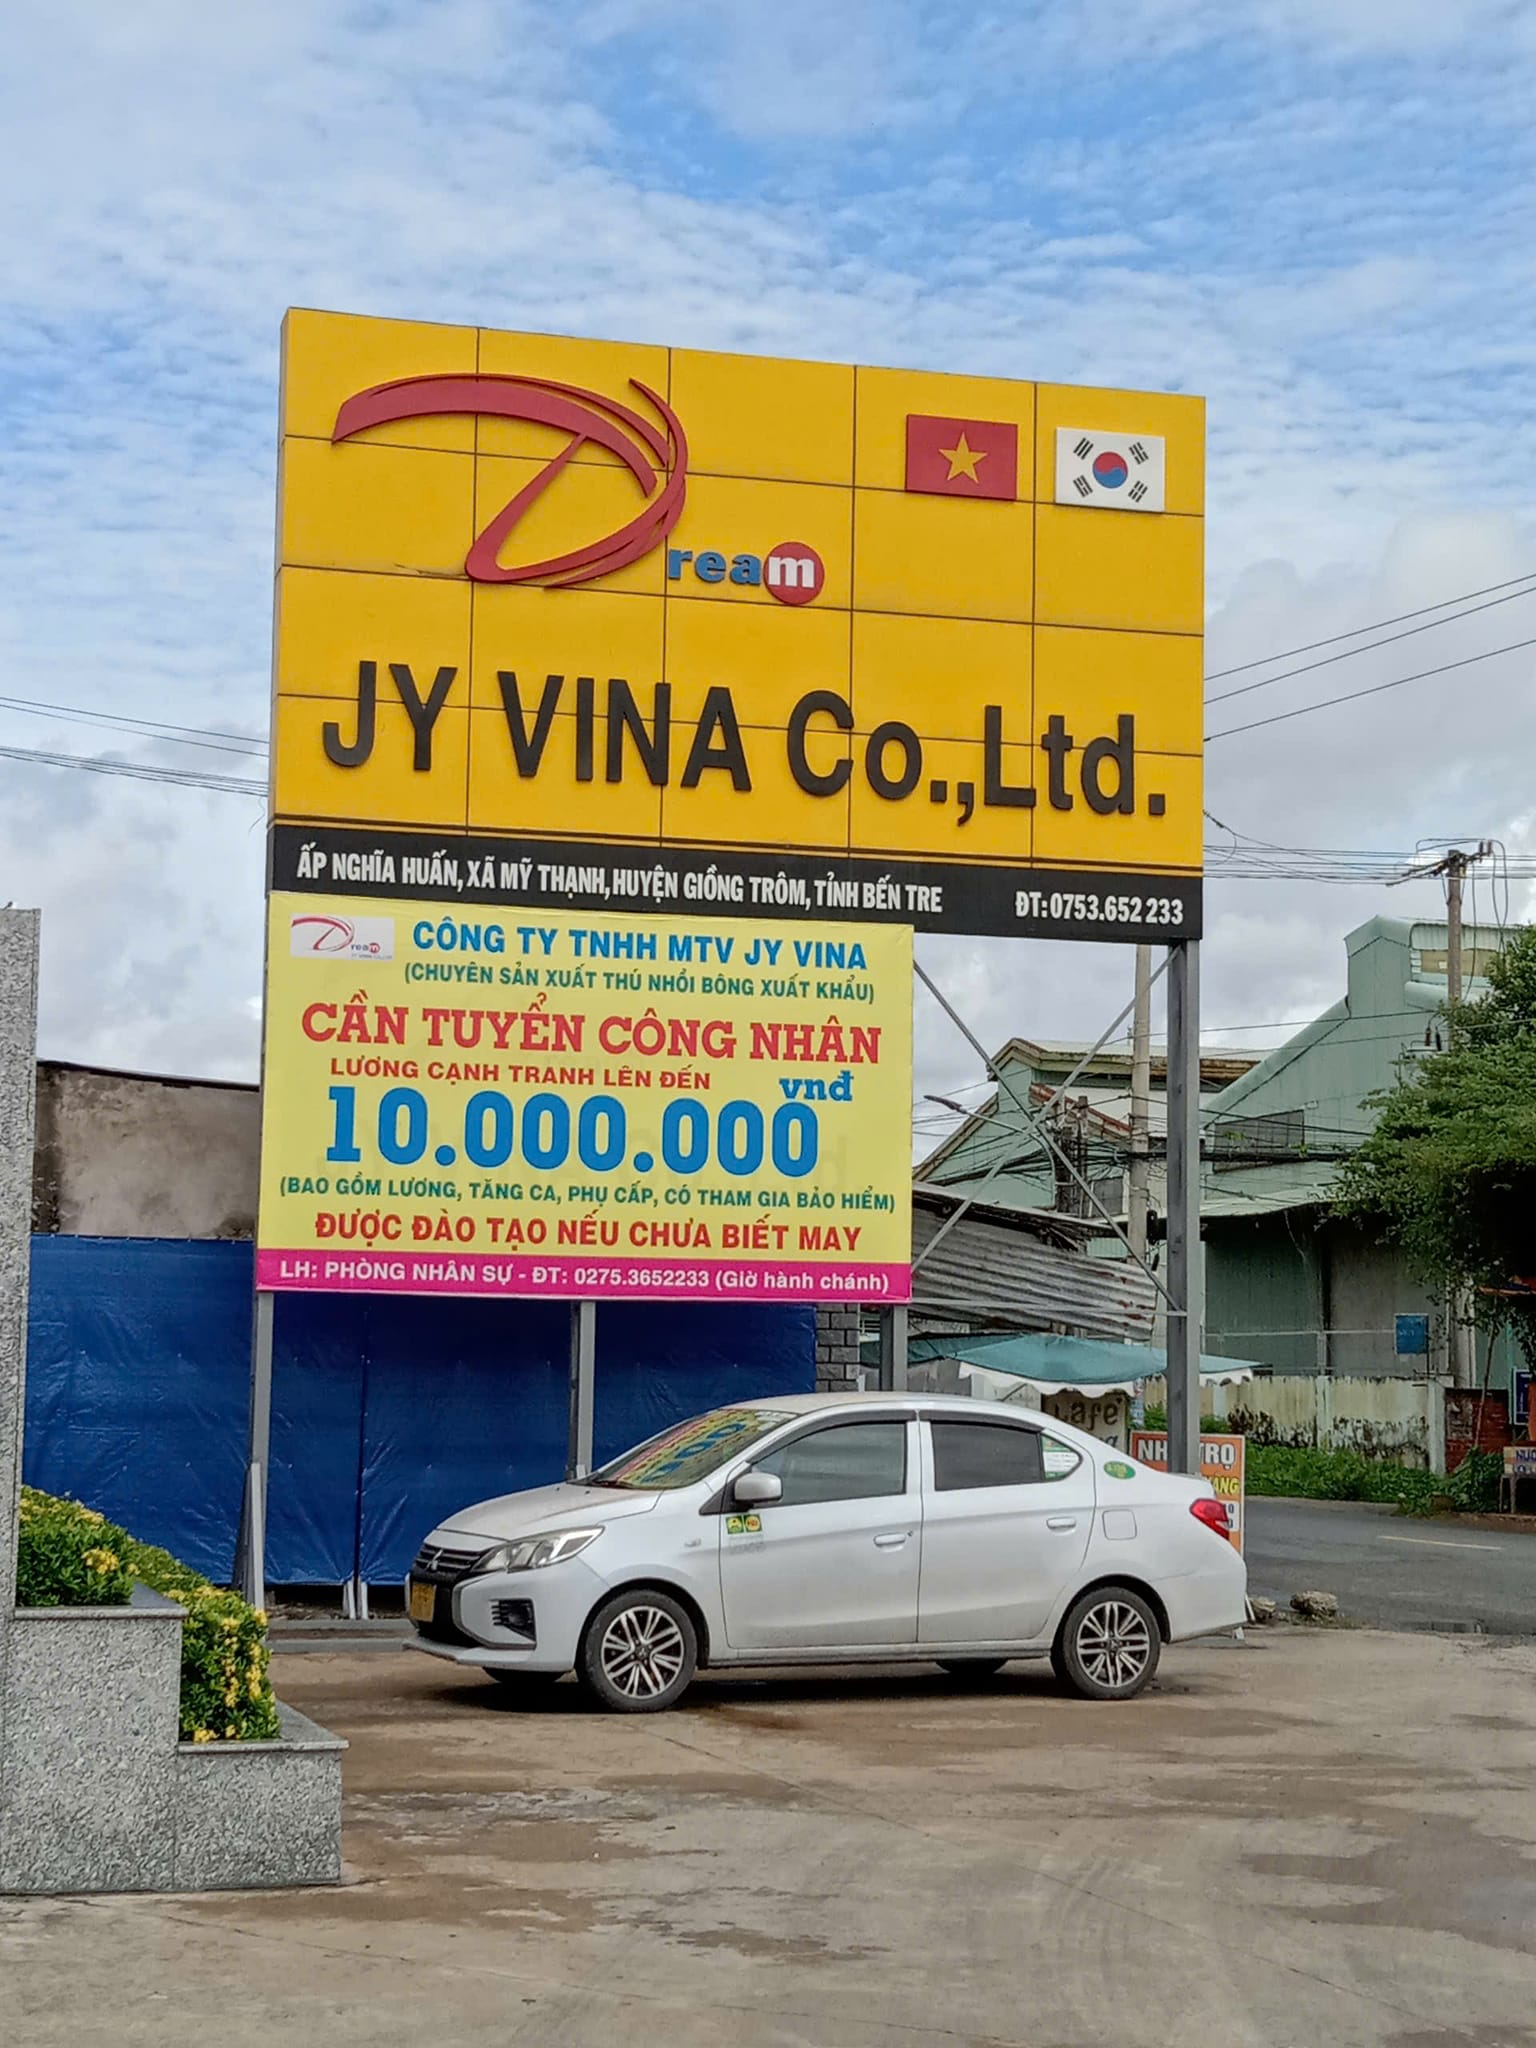 Dream
JY VINA Co.,Ltd.
ẤP NGHĨA HUẤN, XÃ MỸ THẠNH, HUYỆN GIỒNG TRÔM, TỈNH BẾN TRE ĐT: 0753.652 233
Dream
CÔNG TY TNHH MTV JY VINA
(CHUYÊN SẢN XUẤT THÚ NHỒI BÔNG XUẤT KHẨU)
CẦN TUYỂN CÔNG NHÂN
LƯƠNG CẠNH TRANH LÊN ĐẾN
10.000.000 vnđ
(BAO GỒM LƯƠNG, TĂNG CA, PHỤ CẤP, CÓ THAM GIA BẢO HIỂM)
ĐƯỢC ĐÀO TẠO NẾU CHƯA BIẾT MAY
LH: PHÒNG NHÂN SỰ - ĐT: 0275.3652233 (Giờ hành chánh)
cafe
TRỌ